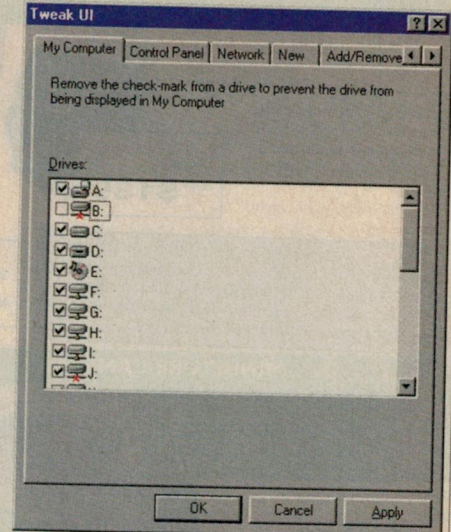 Tweak UI
My Computer
Control Panel
Network
New
Add/Remove
Remove the check-mark from a drive to prevent the drive from
being displayed in My Computer
Drives:
A:
B:
C:
D:
E:
F:
G:
H:
I:
J:
OK
Cancel
Apply